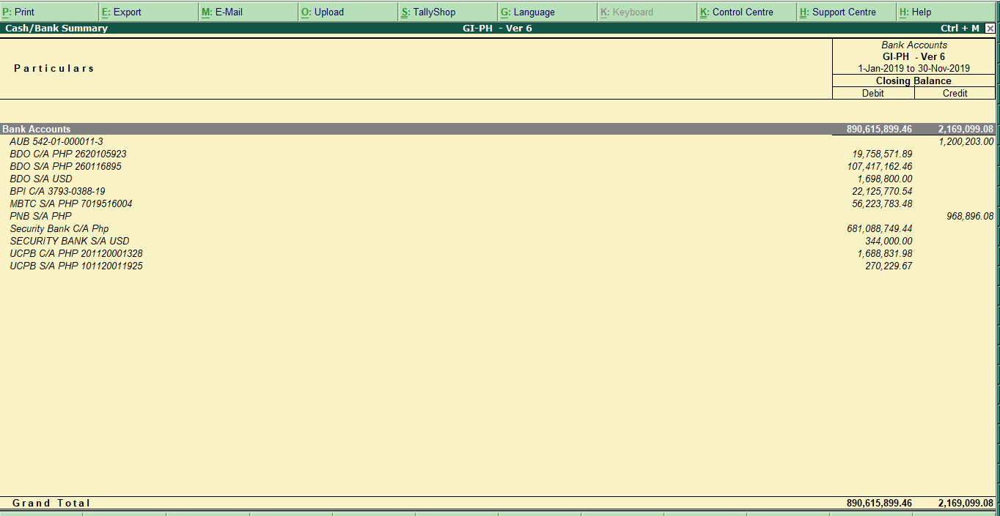 P: Print E: Export M: E-Mail O: Upload S: TallyShop G: Language K: Keyboard K: Control Centre H: Support Centre H: Help
Cash/Bank Summary GI-PH - Ver 6 Ctrl + M
Bank Accounts
GI-PH - Ver 6
Particulars 1-Jan-2019 to 30-Nov-2019
Closing Balance
Debit Credit
Bank Accounts 890,615,899.46 2,169,099.08
AUB 542-01-000011-3 1,200,203.00
BDO C/A PHP 2620105923 19,758,571.89
BDO S/A PHP 260116895 107,417,162.46
BDO S/A USD 1,698,800.00
BPI C/A 3793-0388-19 22,125,770.54
MBTC S/A PHP 7019516004 56,223,783.48
PNB S/A PHP 968,896.08
Security Bank C/A Php 681,088,749.44
SECURITY BANK S/A USD 344,000.00
UCPB C/A PHP 201120001328 1,688,831.98
UCPB S/A PHP 101120011925 270,229.67
Grand Total 890,615,899.46 2,169,099.08